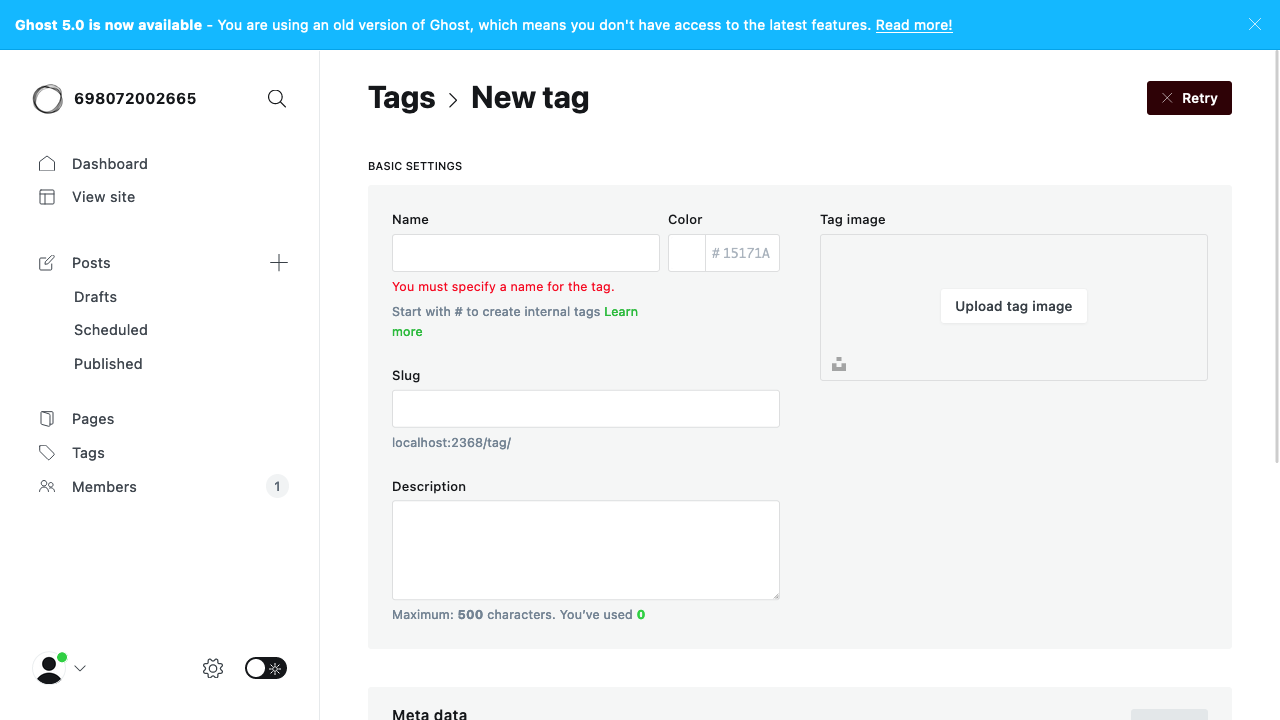 Ghost 5.0 is now available - You are using an old version of Ghost, which means you don't have access to the latest features. Read more!
698072002665
Dashboard
View site
Posts
Drafts
Scheduled
Published
Pages
Tags
Members
1
Tags > New tag
Retry
BASIC SETTINGS
Name
You must specify a name for the tag.
Start with # to create internal tags Learn
more
Color
# 15171A
Slug
localhost:2368/tag/
Description
Maximum: 500 characters. You’ve used 0
Tag image
Upload tag image
Meta data